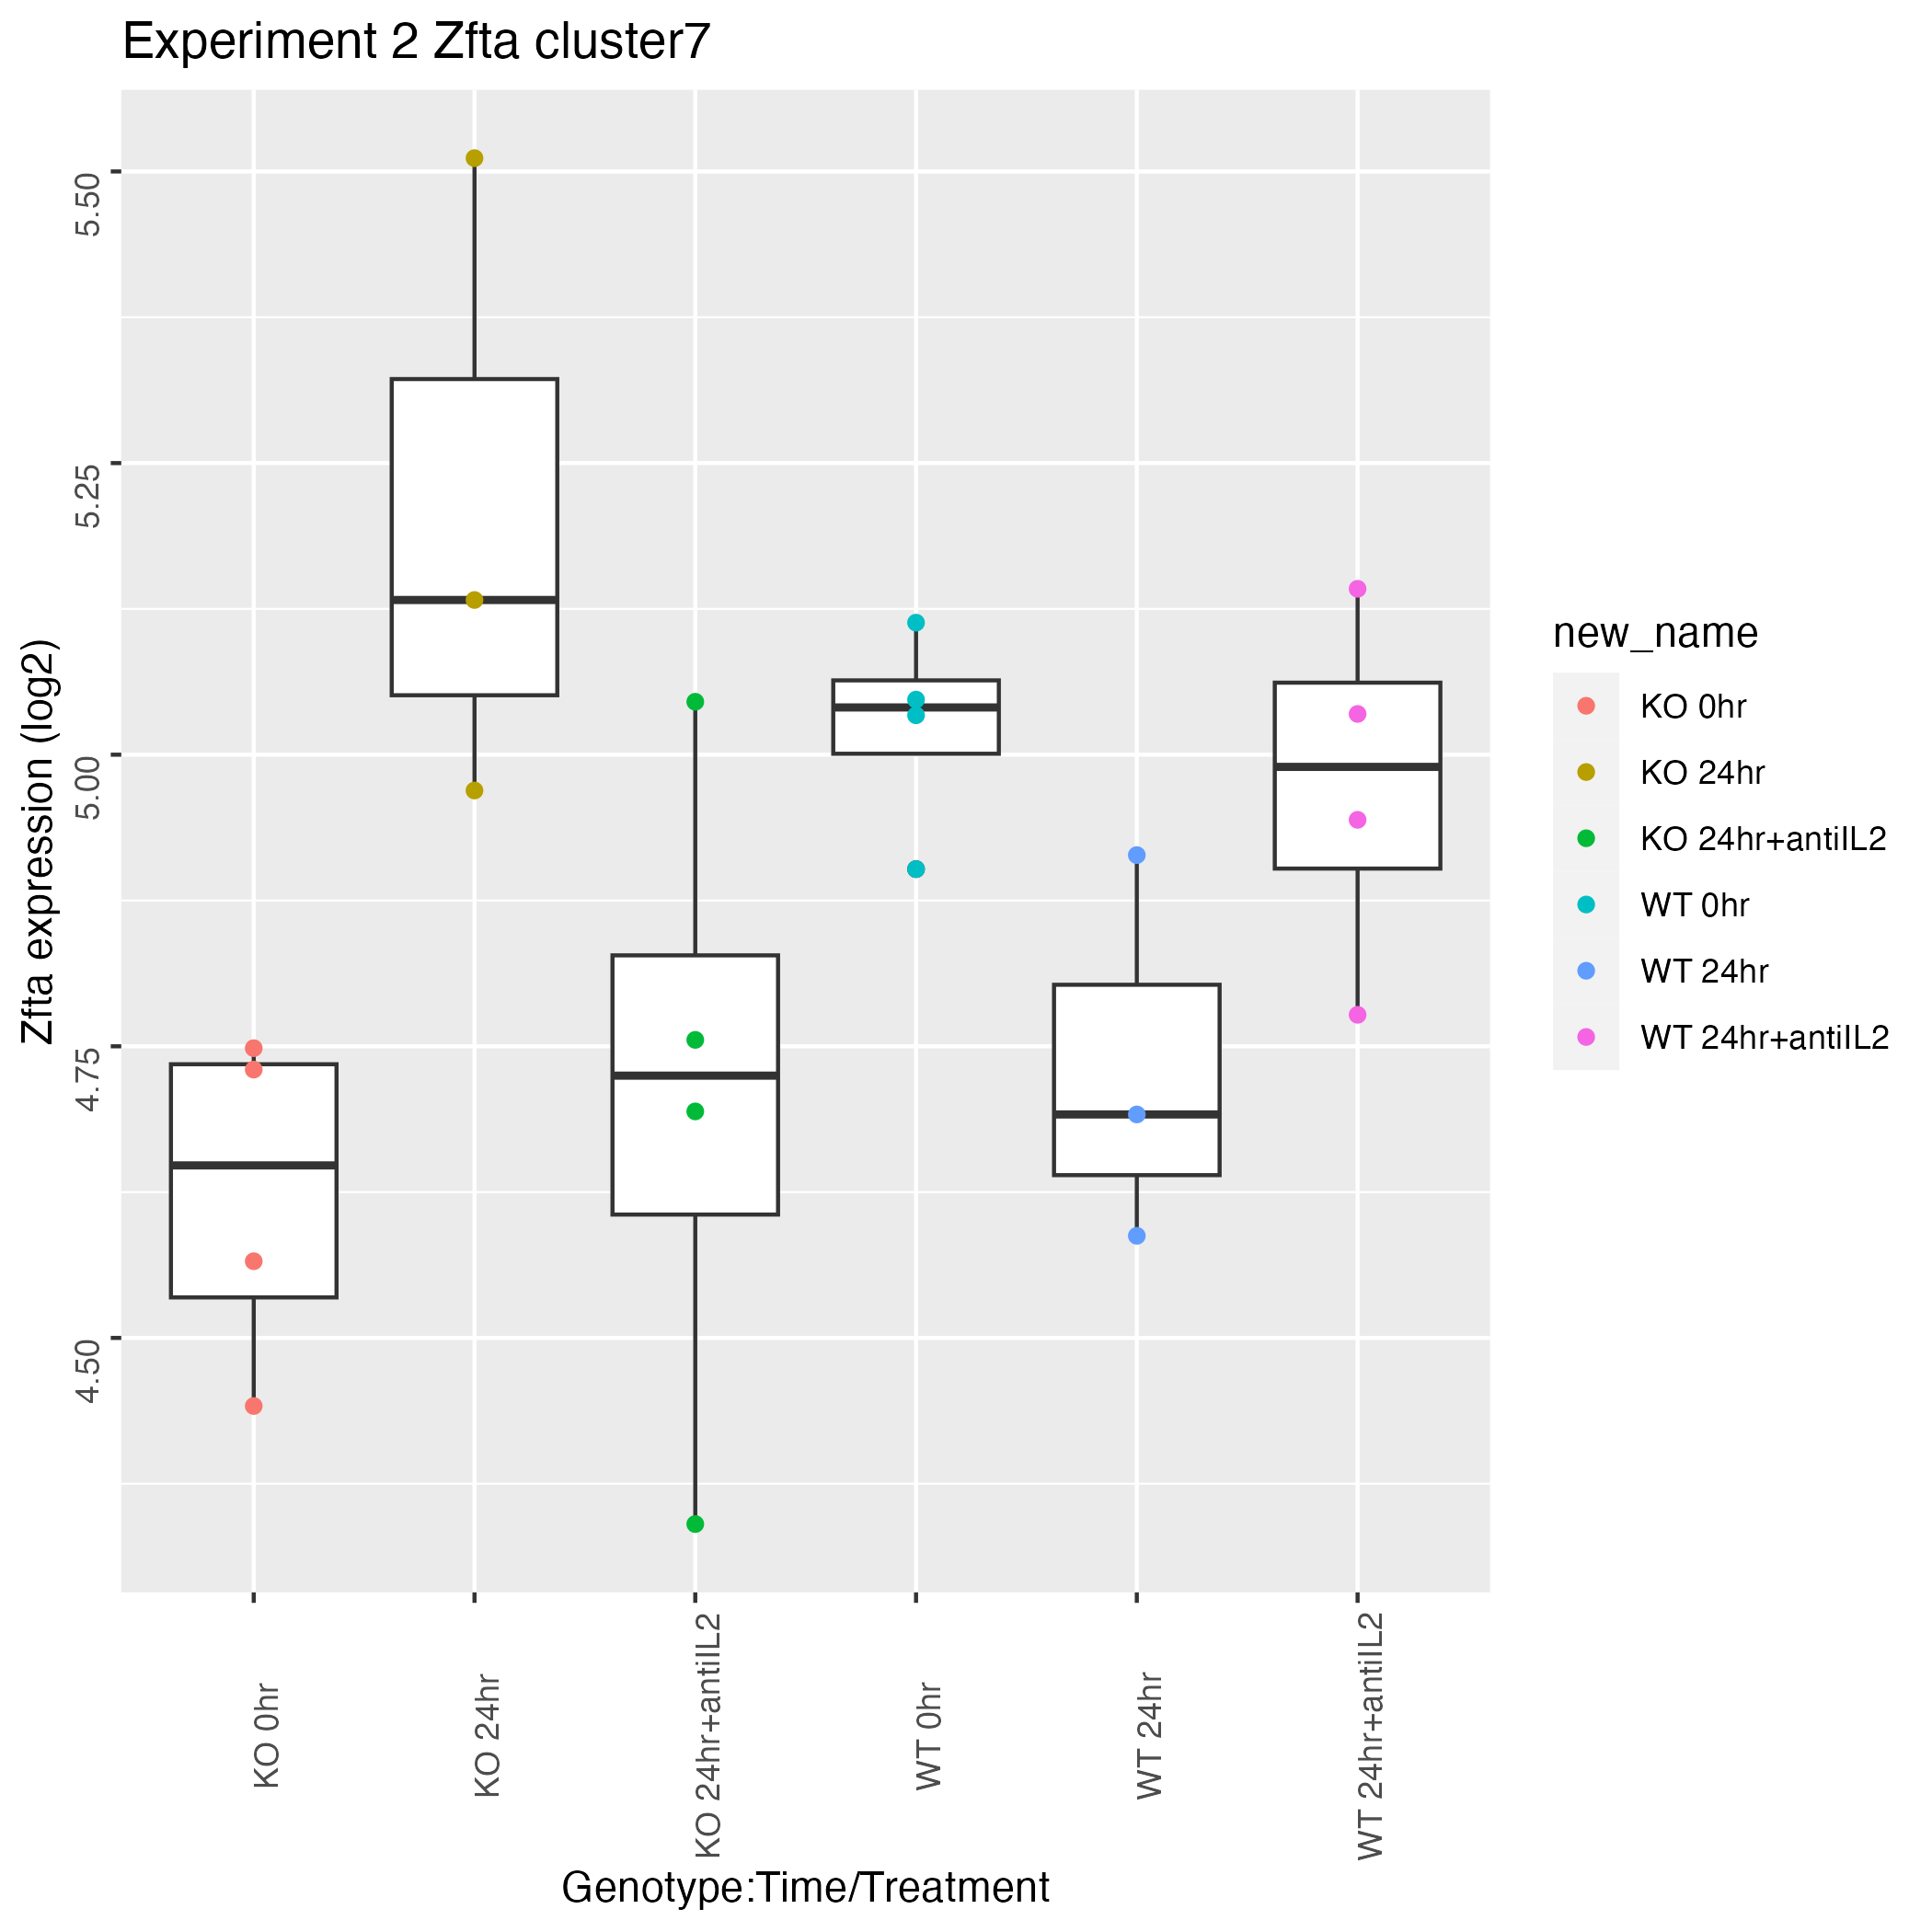 Experiment 2 Zfta cluster7
Zfta expression (log2)
5.50
5.25
5.00
4.75
4.50
KO 0hr
KO 24hr
KO 24hr+antiIL2
WT 0hr
WT 24hr
WT 24hr+antiIL2
Genotype:Time/Treatment
new_name
KO 0hr
KO 24hr
KO 24hr+antiIL2
WT 0hr
WT 24hr
WT 24hr+antiIL2